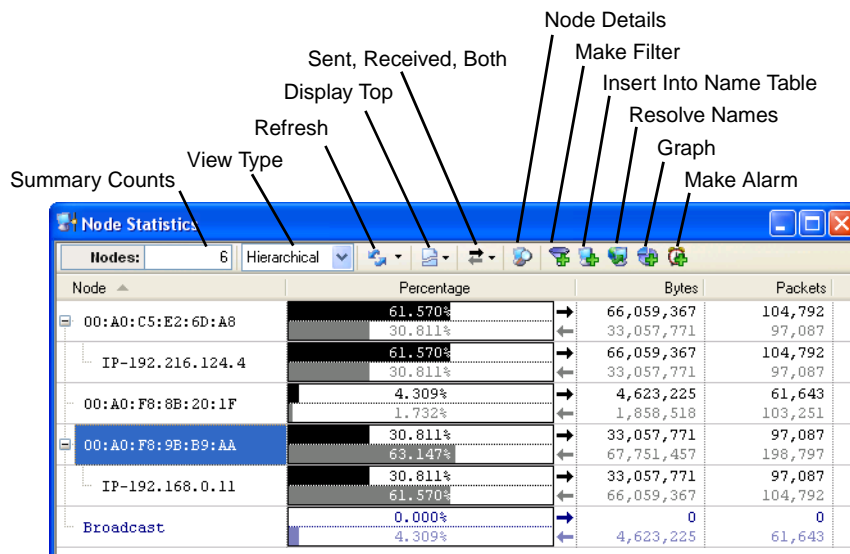 Node Details
Make Filter
Sent, Received, Both
Insert Into Name Table
Display Top
Resolve Names
Refresh
Graph
View Type
Make Alarm
Summary Counts
Node Statistics
Nodes: 6 Hierarchical
Node Percentage Bytes Packets
00:A0:C5:E2:6D:A8 61.570% 66,059,367 104,792
30.811% 33,057,771 97,087
IP-192.216.124.4 61.570% 66,059,367 104,792
30.811% 33,057,771 97,087
00:A0:F8:8B:20:1F 4.309% 4,623,225 61,643
1.732% 1,858,518 103,251
00:A0:F8:9B:B9:AA 30.811% 33,057,771 97,087
63.147% 67,751,457 198,797
IP-192.168.0.11 30.811% 33,057,771 97,087
61.570% 66,059,367 104,792
Broadcast 0.000% 0 0
4.309% 4,623,225 61,643